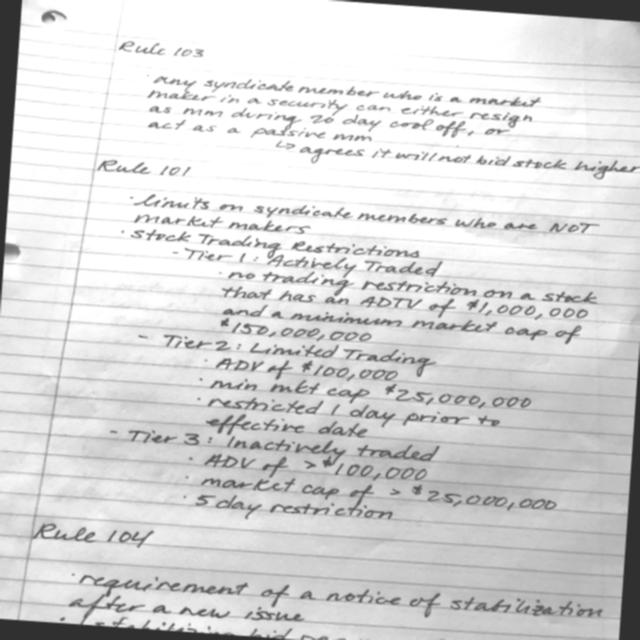 Rule 103
· any syndicate member who is a market
maker in a security can either resign
as mm during 20 day cool off, or
act as a passive mm
↳ agrees it will not bid stock higher
Rule 101
· limits on syndicate members who are NOT
market makers
· Stock Trading Restrictions
- Tier 1: Actively Traded
· no trading restriction on a stock
that has an ADTV of $1,000,000
and a minimum market cap of
$150,000,000
- Tier 2: Limited Trading
· ADV of $100,000
· min mkt cap $25,000,000
· restricted 1 day prior to
effective date
- Tier 3: Inactively traded
· ADV of >$100,000
· market cap of > $25,000,000
· 5 day restriction
Rule 104
· requirement of a notice of stabilization
after a new issue